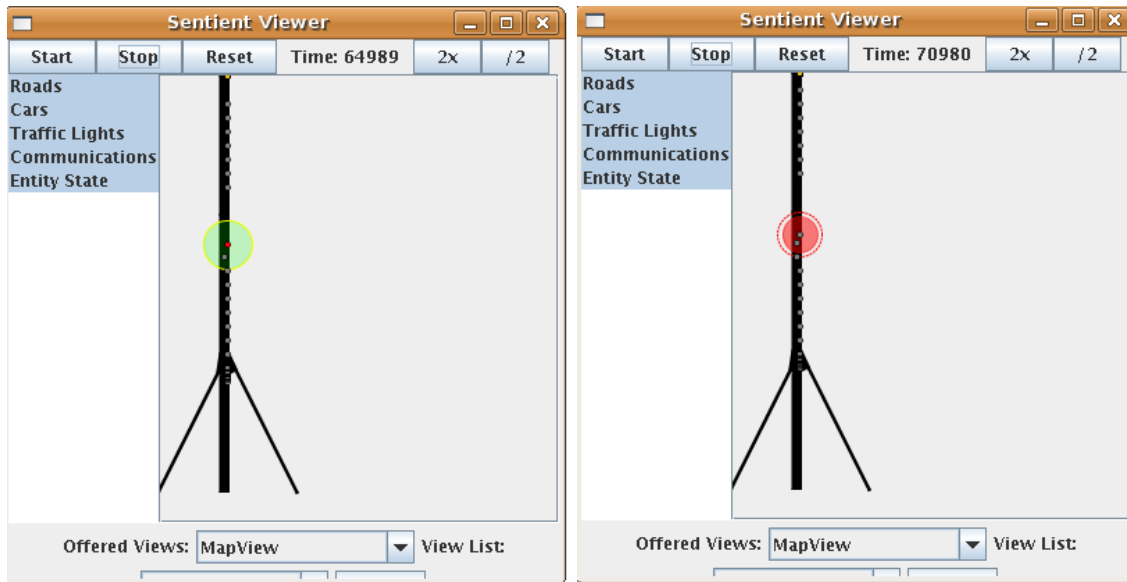 Sentient Viewer
Start Stop Reset Time: 64989 2x /2
Roads
Cars
Traffic Lights
Communications
Entity State
Offered Views: MapView View List:
Sentient Viewer
Start Stop Reset Time: 70980 2x /2
Roads
Cars
Traffic Lights
Communications
Entity State
Offered Views: MapView View List: